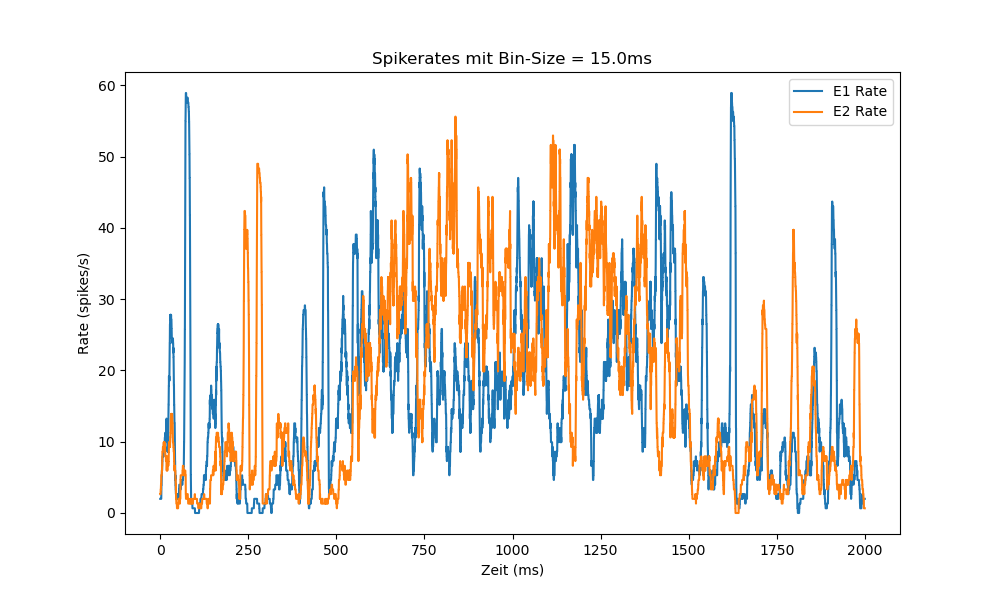 Spikerates mit Bin-Size = 15.0ms
E1 Rate
E2 Rate
60
50
40
30
20
10
0
Rate (spikes/s)
0 250 500 750 1000 1250 1500 1750 2000
Zeit (ms)